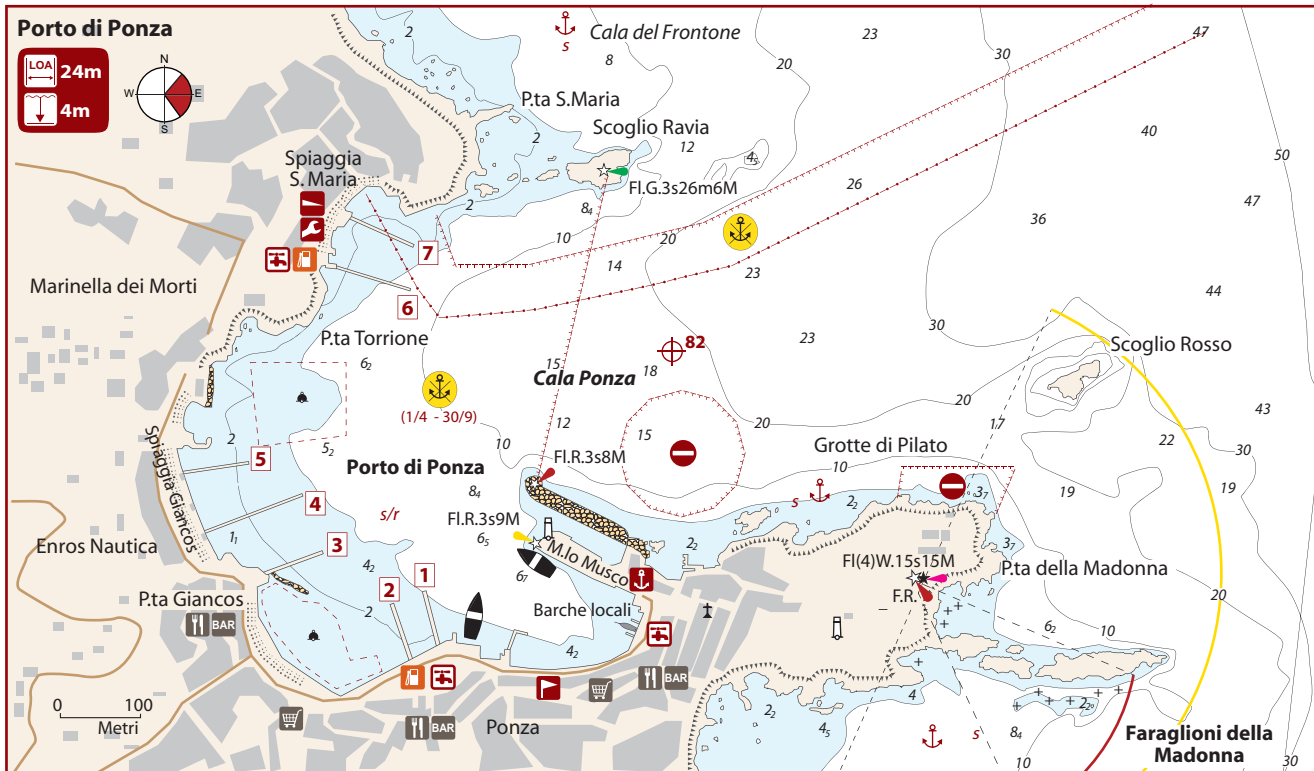 Porto di Ponza
LOA
24m
4m
N
W
E
S
2
s
Cala del Frontone
23
47
8
20
30
P.ta S.Maria
2
Scoglio Ravia
12
4₅
40
50
Spiaggia
S. Maria
Fl.G.3s26m6M
26
47
2
8₄
36
10
20
7
14
23
Marinella dei Morti
6
44
30
P.ta Torrione
23
6₂
82
Scoglio Rosso
15
Cala Ponza
18
(1/4 - 30/9)
20
20
43
12
17
2
15
22
5₂
10
30
Grotte di Pilato
Spiaggia Giancos
5
Porto di Ponza
Fl.R.3s8M
10
4
8₄
s
2₂
3₇
19
19
s/r
Fl.R.3s9M
1₁
6₅
3
M.lo Musco
2₂
3₇
Enros Nautica
4₂
6₇
Fl(4)W.15s15M
P.ta della Madonna
2
1
F.R.
20
P.ta Giancos
2
Barche locali
6₂
10
BAR
4₂
BAR
4
2₂
2₂₉
0
100
Metri
BAR
Ponza
4₅
s
8₄
Faraglioni della
Madonna
10
30